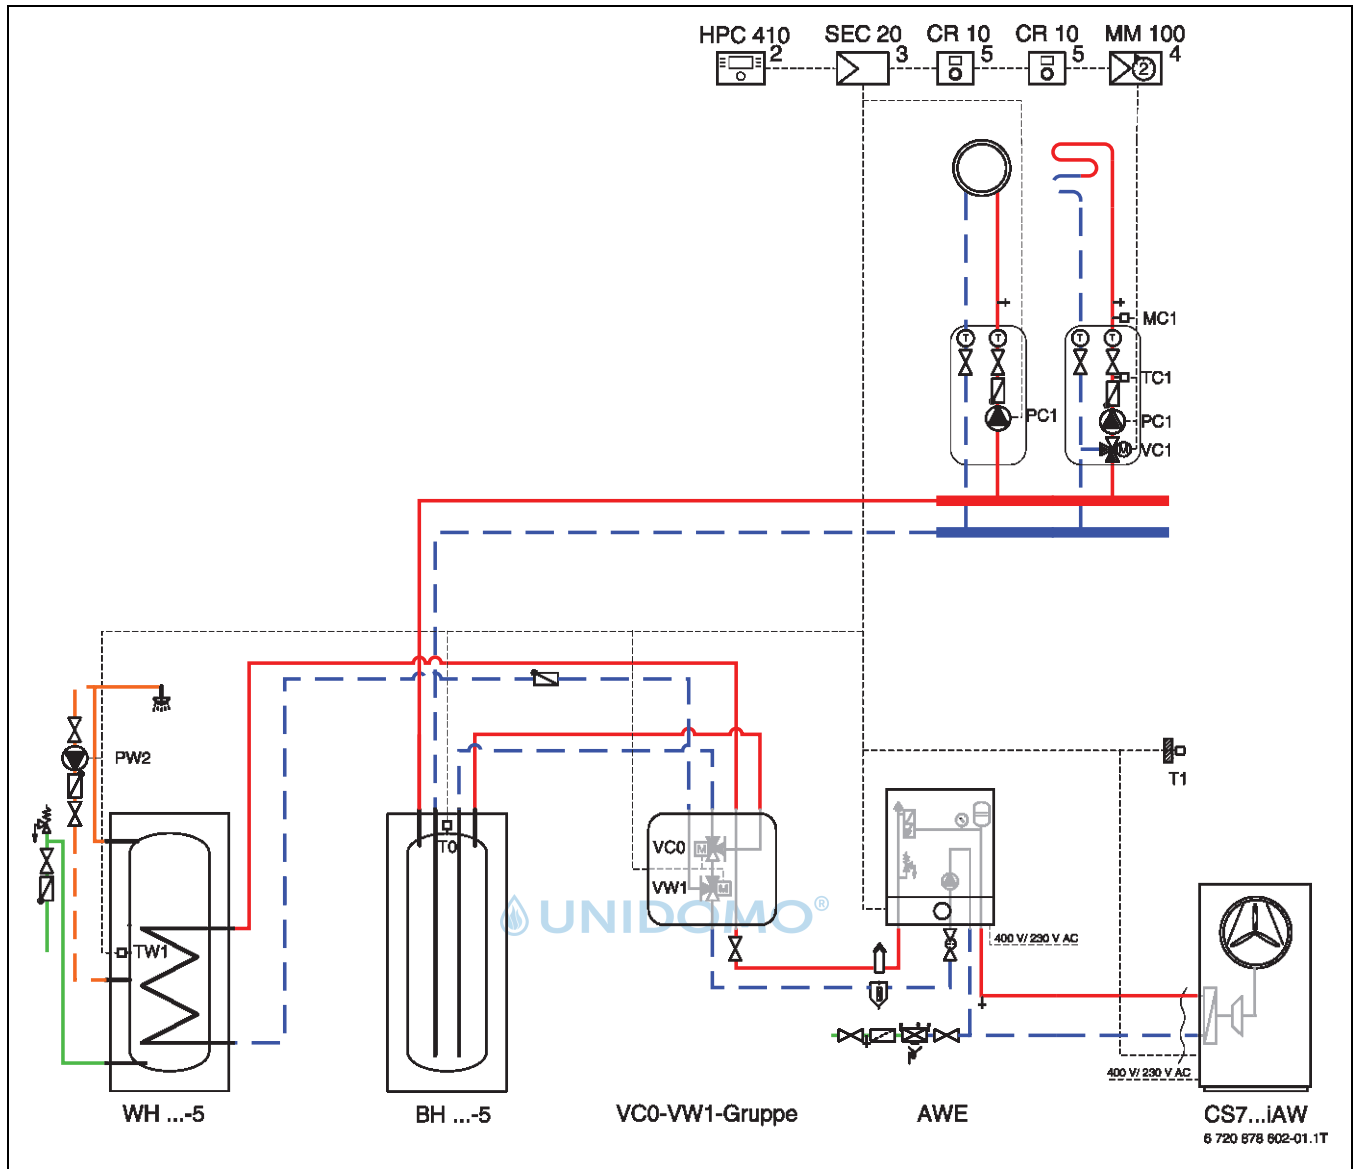 HPC 410
SEC 20
CR 10
CR 10
MM 100
2
3
5
5
4
2
MC1
T
T
T
T
TC1
PC1
PC1
M
VC1
PW2
T1
T0
VC0
M
VW1
M
UNIDOMO®
TW1
400 V/ 230 V AC
400 V/ 230 V AC
WH ...-5
BH ...-5
VC0-VW1-Gruppe
AWE
CS7...iAW
6 720 878 602-01.1T